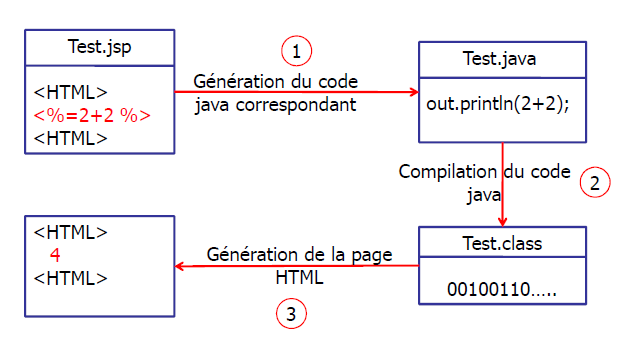 Test.jsp
<HTML>
<%=2+2 %>
<HTML>
1
Génération du code
java correspondant
Test.java
out.println(2+2);
Compilation du code
java
2
Test.class
00100110.....
Génération de la page
HTML
3
<HTML>
4
<HTML>